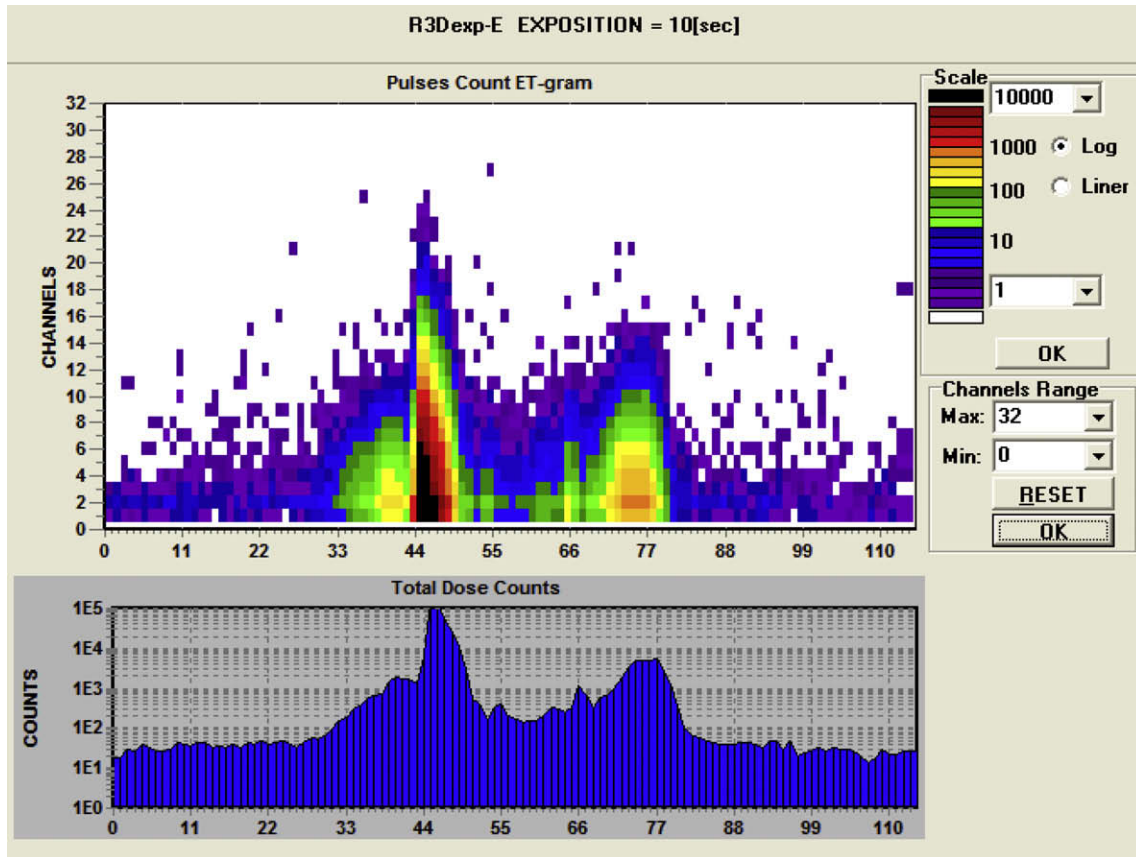 R3Dexp-E EXPOSITION = 10[sec]
Pulses Count ET-gram
CHANNELS
32
30
28
26
24
22
20
18
16
14
12
10
8
6
4
2
0
0 11 22 33 44 55 66 77 88 99 110
Scale
10000
1000
100
10
1
Log
Liner
OK
Channels Range
Max: 32
Min: 0
RESET
OK
Total Dose Counts
COUNTS
1E5
1E4
1E3
1E2
1E1
1E0
0 11 22 33 44 55 66 77 88 99 110